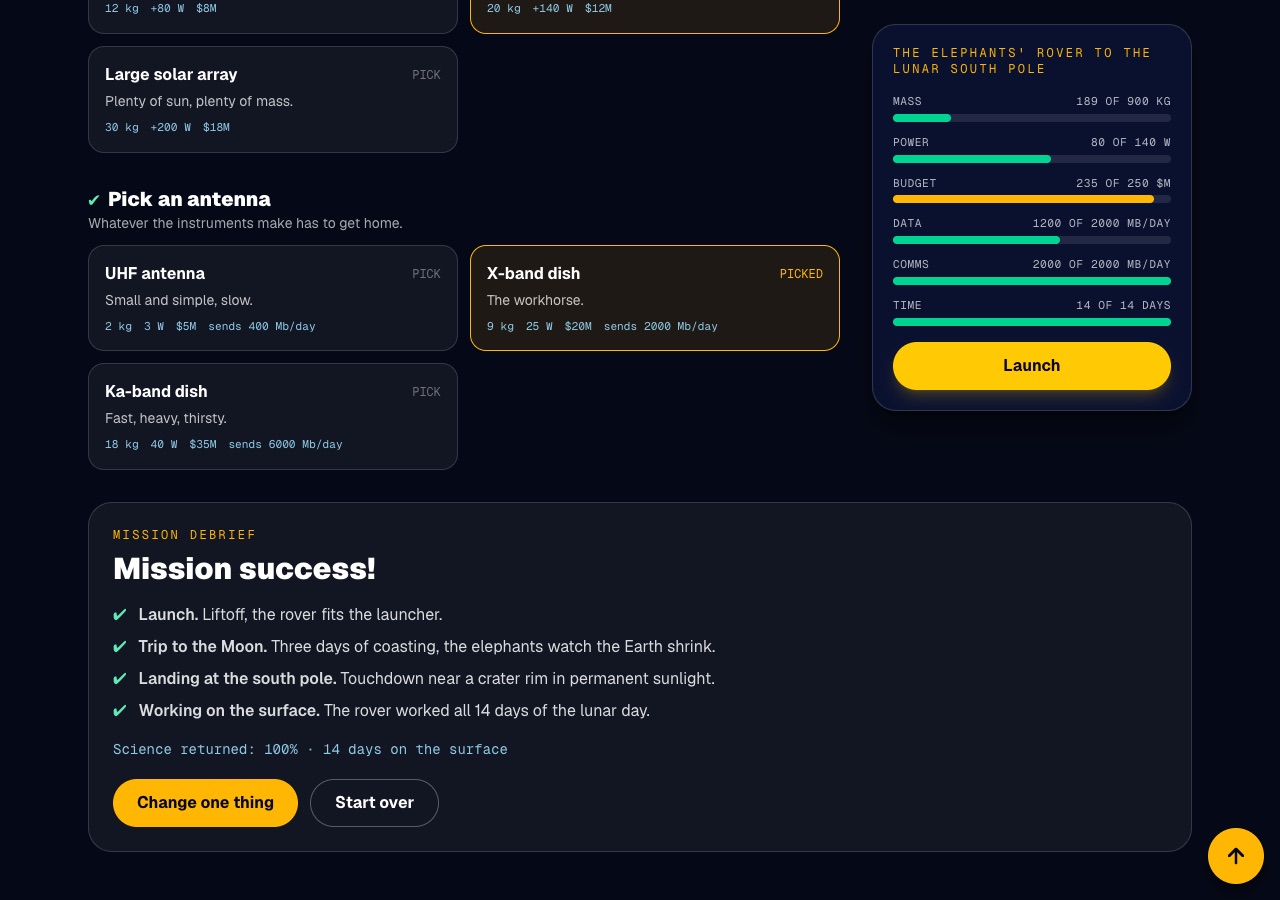 12 kg +80 W $8M
20 kg +140 W $12M
Large solar array PICK
Plenty of sun, plenty of mass.
30 kg +200 W $18M
✔ Pick an antenna
Whatever the instruments make has to get home.
UHF antenna PICK
Small and simple, slow.
2 kg 3 W $5M sends 400 Mb/day
X-band dish PICKED
The workhorse.
9 kg 25 W $20M sends 2000 Mb/day
Ka-band dish PICK
Fast, heavy, thirsty.
18 kg 40 W $35M sends 6000 Mb/day
THE ELEPHANTS' ROVER TO THE
LUNAR SOUTH POLE
MASS 189 OF 900 KG
POWER 80 OF 140 W
BUDGET 235 OF 250 $M
DATA 1200 OF 2000 MB/DAY
COMMS 2000 OF 2000 MB/DAY
TIME 14 OF 14 DAYS
Launch
MISSION DEBRIEF
Mission success!
✔ Launch. Liftoff, the rover fits the launcher.
✔ Trip to the Moon. Three days of coasting, the elephants watch the Earth shrink.
✔ Landing at the south pole. Touchdown near a crater rim in permanent sunlight.
✔ Working on the surface. The rover worked all 14 days of the lunar day.
Science returned: 100% · 14 days on the surface
Change one thing
Start over